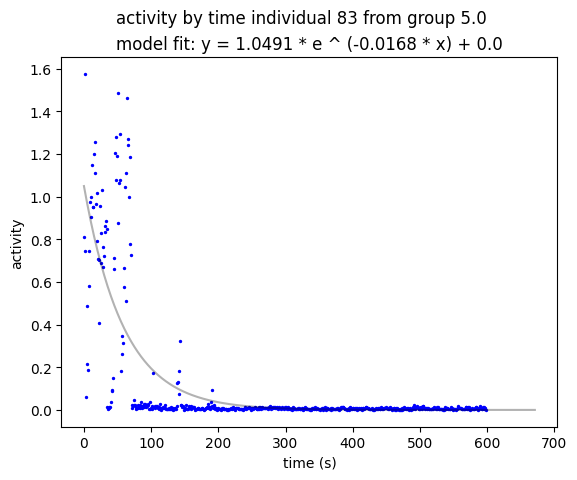 activity by time individual 83 from group 5.0
model fit: y = 1.0491 * e ^ (-0.0168 * x) + 0.0
1.6
1.4
1.2
1.0
0.8
0.6
0.4
0.2
0.0
activity
0 100 200 300 400 500 600 700
time (s)